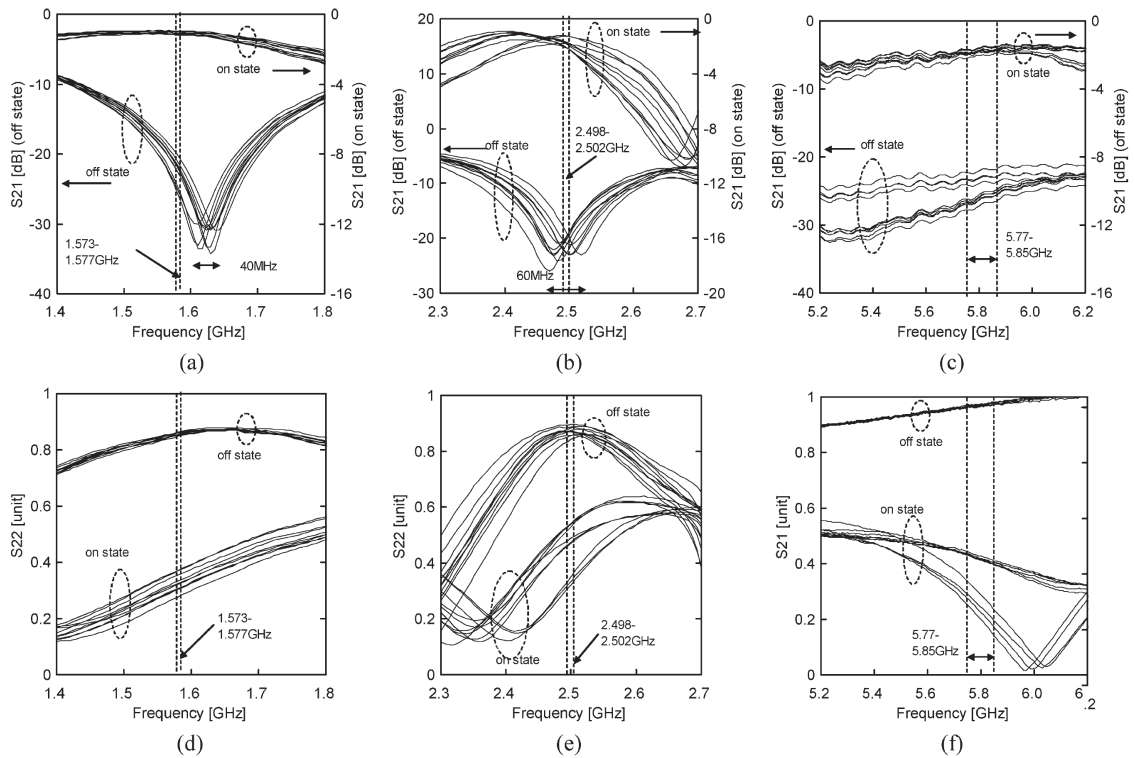 S21 [dB] (off state)
0
-10
-20
-30
-40
on state
off state
1.573-
1.577GHz
40MHz
0
-4
-8
-12
-16
S21 [dB] (on state)
1.4 1.5 1.6 1.7 1.8
Frequency [GHz]
(a)
S21 [dB] (off state)
20
10
0
-10
-20
-30
on state
2.498-
2.502GHz
off state
60MHz
0
-4
-8
-12
-16
-20
S21 [dB] (on state)
2.3 2.4 2.5 2.6 2.7
Frequency [GHz]
(b)
S21 [dB] (off state)
0
-10
-20
-30
-40
on state
off state
5.77-
5.85GHz
0
-4
-8
-12
-16
S21 [dB] (on state)
5.2 5.4 5.6 5.8 6.0 6.2
Frequency [GHz]
(c)
S22 [unit]
1
0.8
0.6
0.4
0.2
0
off state
on state
1.573-
1.577GHz
1.4 1.5 1.6 1.7 1.8
Frequency [GHz]
(d)
S22 [unit]
1
0.8
0.6
0.4
0.2
0
off state
on state
2.498-
2.502GHz
2.3 2.4 2.5 2.6 2.7
Frequency [GHz]
(e)
S21 [unit]
1
0.8
0.6
0.4
0.2
0
off state
on state
5.77-
5.85GHz
5.2 5.4 5.6 5.8 6.0 6.2
.2
Frequency [GHz]
(f)